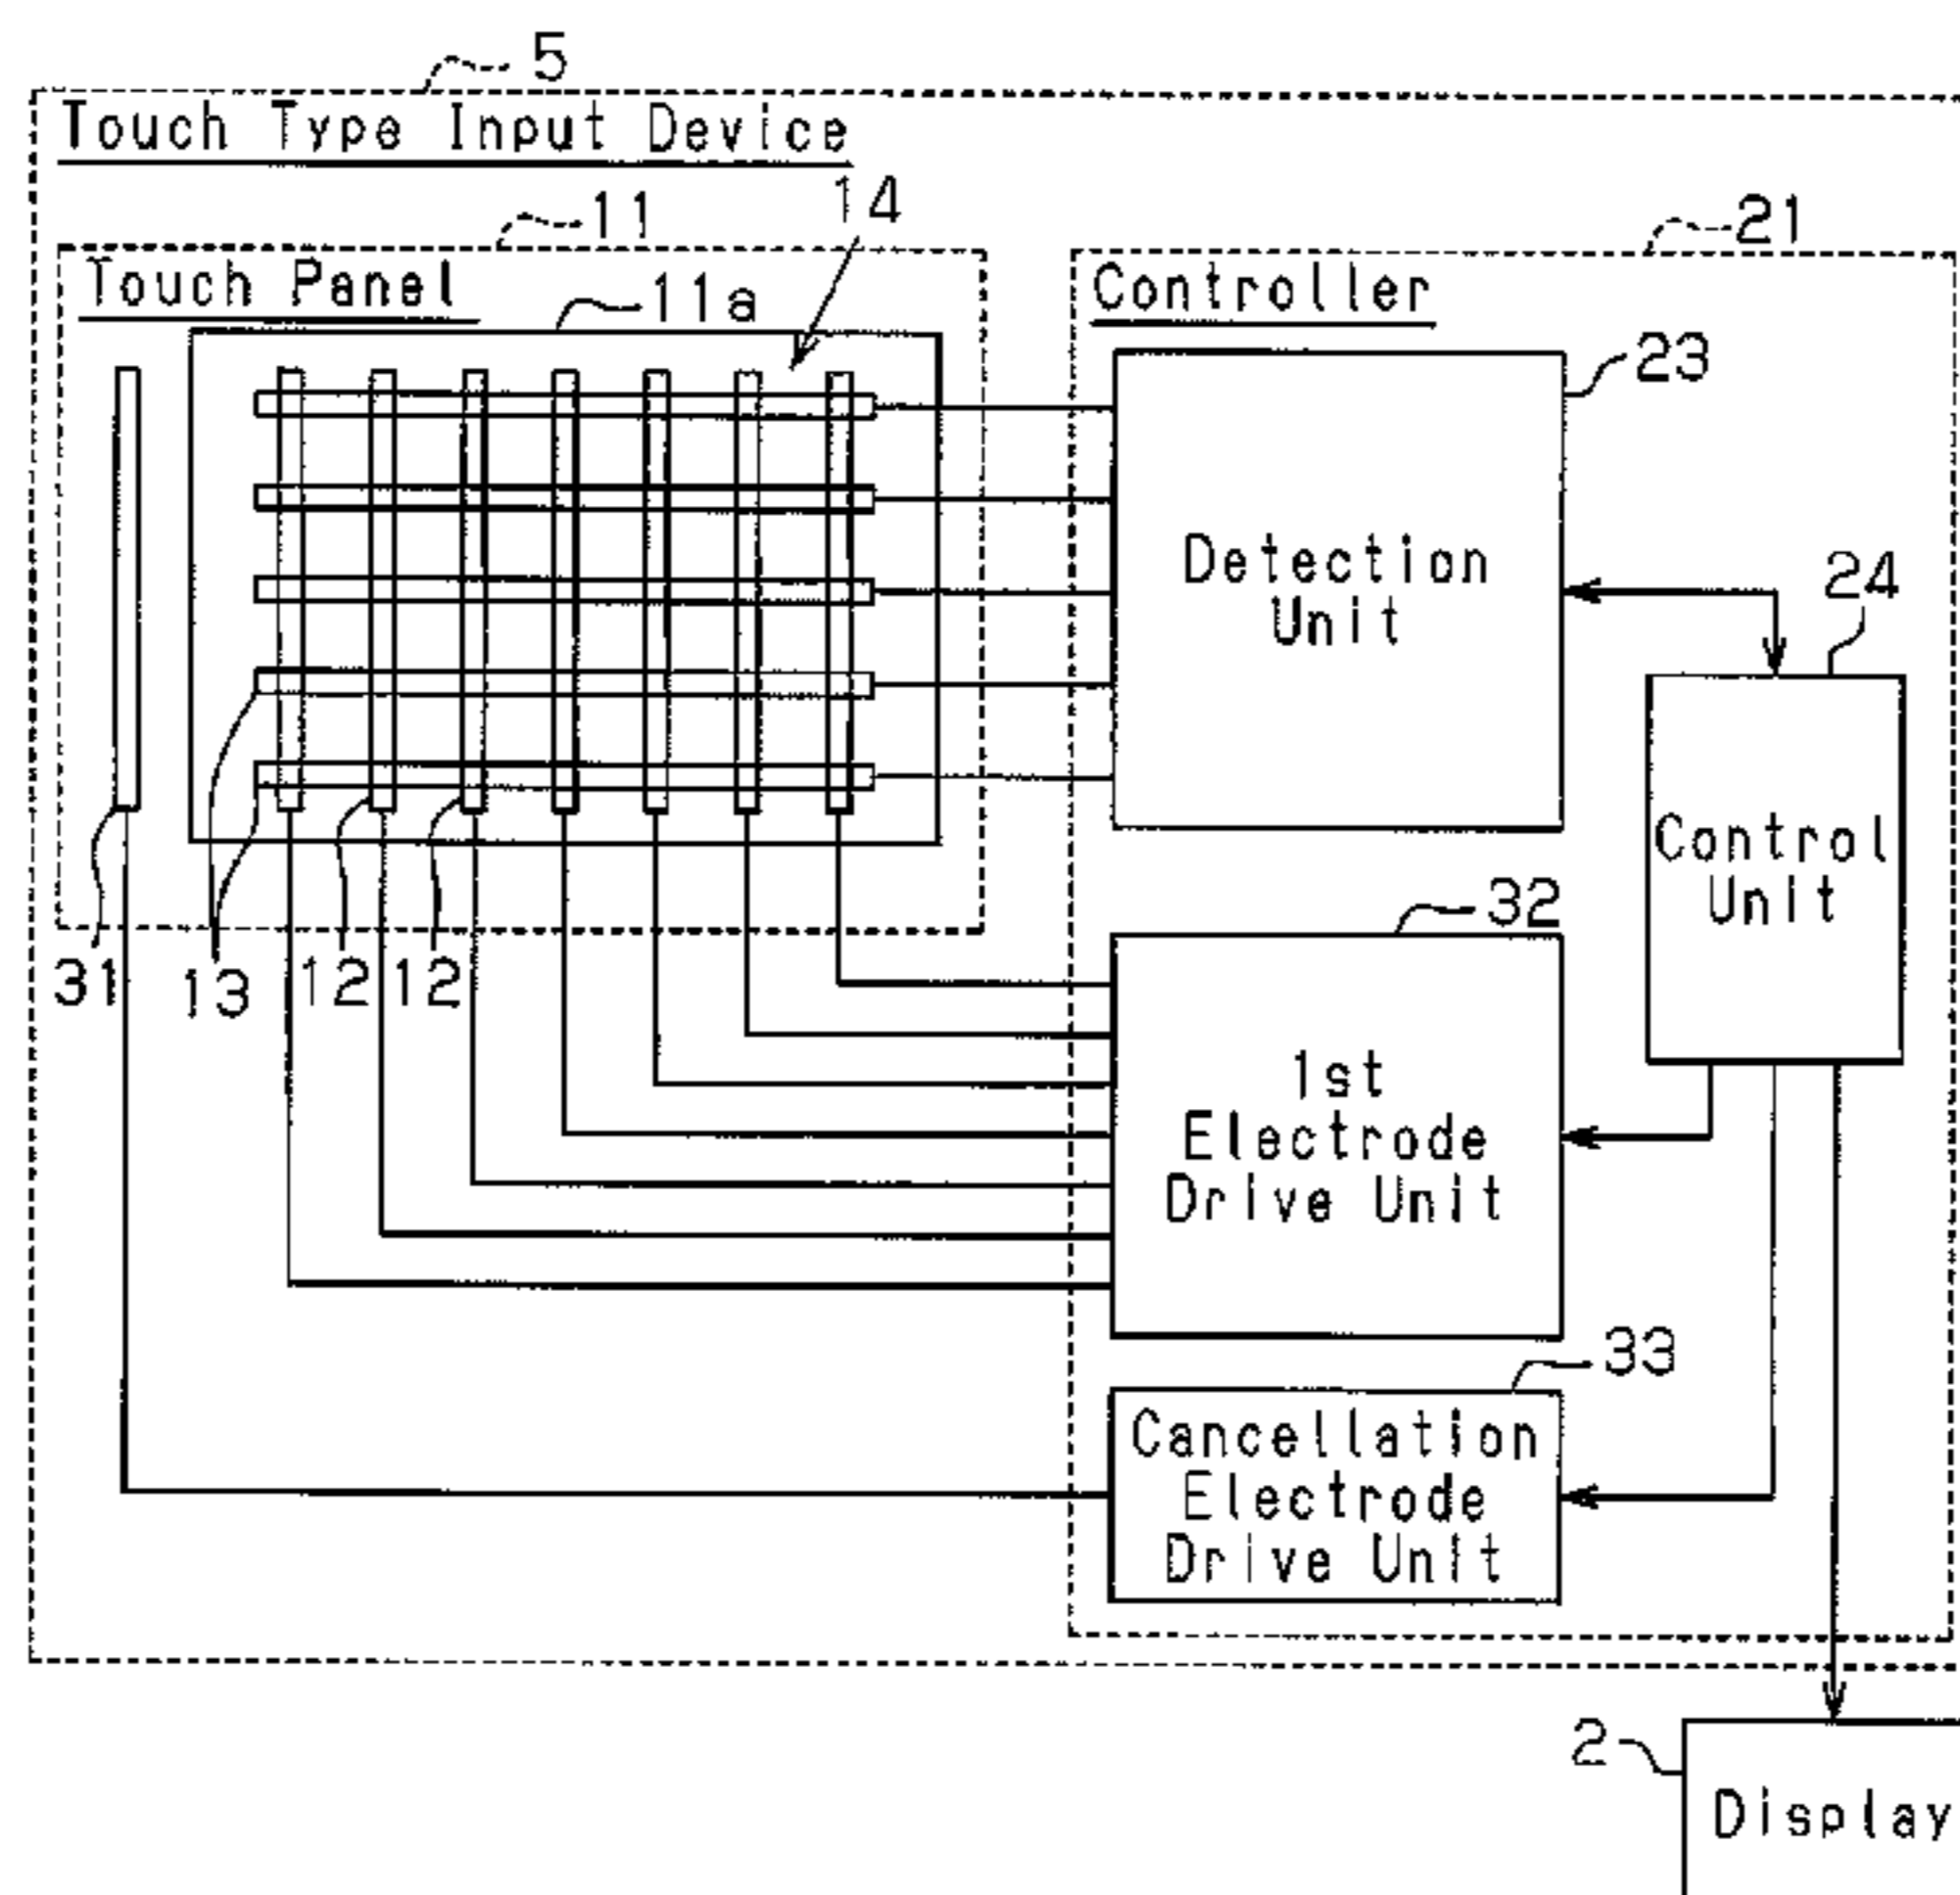 5
Touch Type Input Device
11
14
21
Touch Panel
11a
Controller
23
Detection
Unit
24
Control
Unit
32
31
13
12
12
1st
Electrode
Drive Unit
33
Cancellation
Electrode
Drive Unit
2
Display